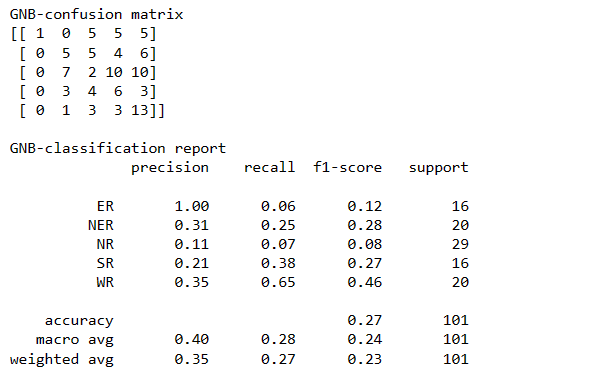 GNB-confusion matrix
[[ 1  0  5  5  5]
 [ 0  5  5  4  6]
 [ 0  7  2 10 10]
 [ 0  3  4  6  3]
 [ 0  1  3  3 13]]
GNB-classification report
              precision    recall  f1-score   support
          ER       1.00      0.06      0.12        16
         NER       0.31      0.25      0.28        20
          NR       0.11      0.07      0.08        29
          SR       0.21      0.38      0.27        16
          WR       0.35      0.65      0.46        20
    accuracy                           0.27       101
   macro avg       0.40      0.28      0.24       101
weighted avg       0.35      0.27      0.23       101